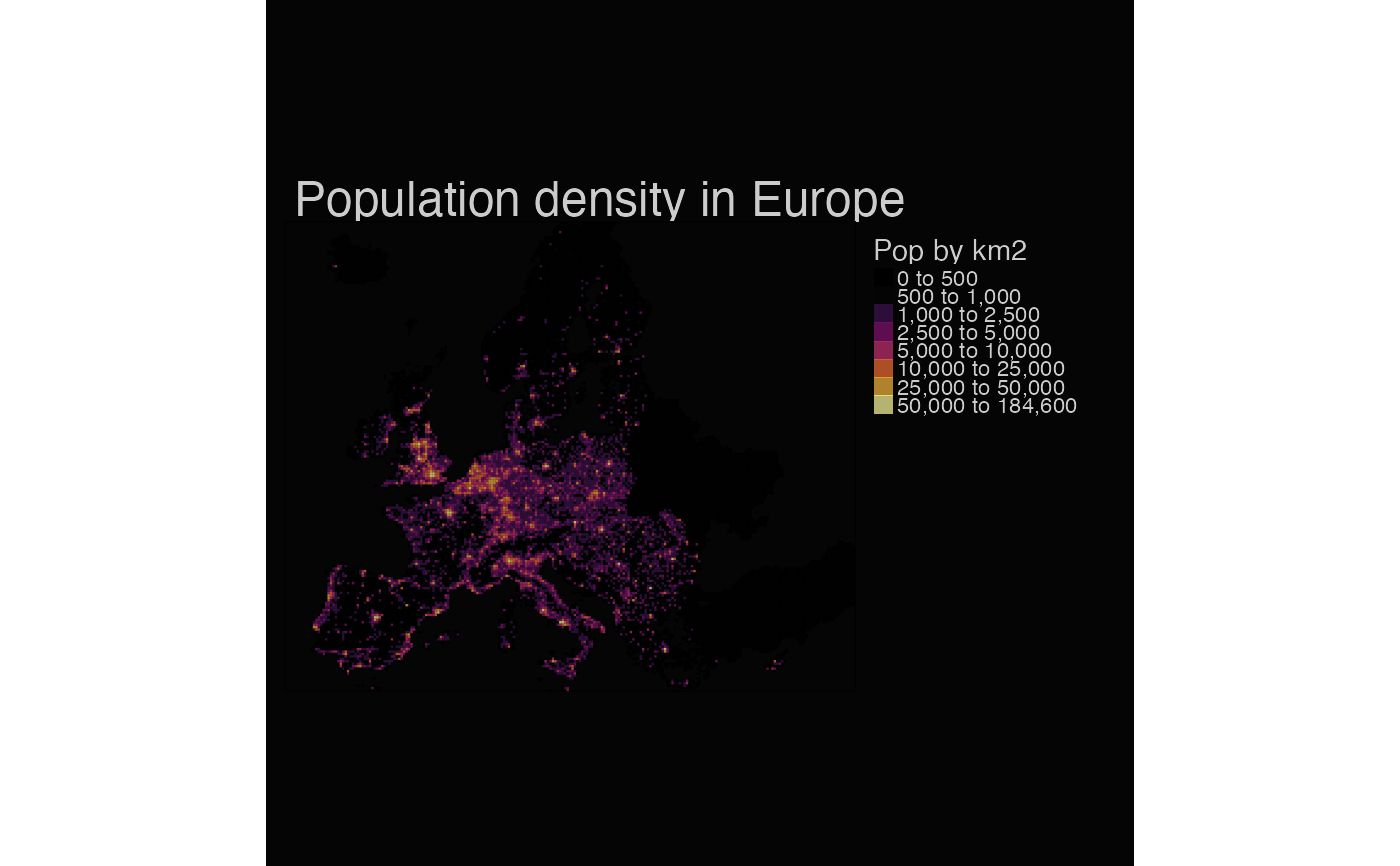 Population density in Europe
Pop by km2
0 to 500
500 to 1,000
1,000 to 2,500
2,500 to 5,000
5,000 to 10,000
10,000 to 25,000
25,000 to 50,000
50,000 to 184,600